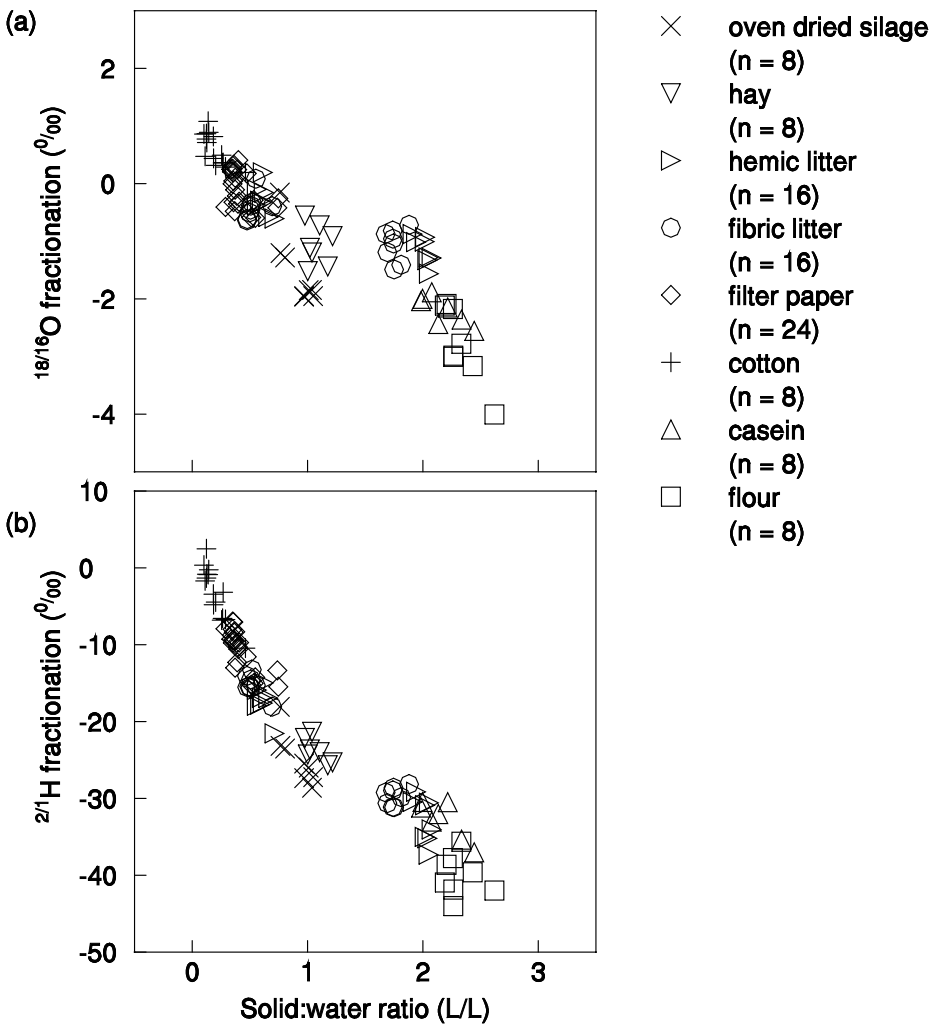 (a)
2
0
-2
-4
18/16O fractionation (0/00)
oven dried silage
(n = 8)
hay
(n = 8)
hemic litter
(n = 16)
fibric litter
(n = 16)
filter paper
(n = 24)
cotton
(n = 8)
casein
(n = 8)
flour
(n = 8)
(b)
10
0
-10
-20
-30
-40
-50
2/1H fractionation (0/00)
0 1 2 3
Solid:water ratio (L/L)